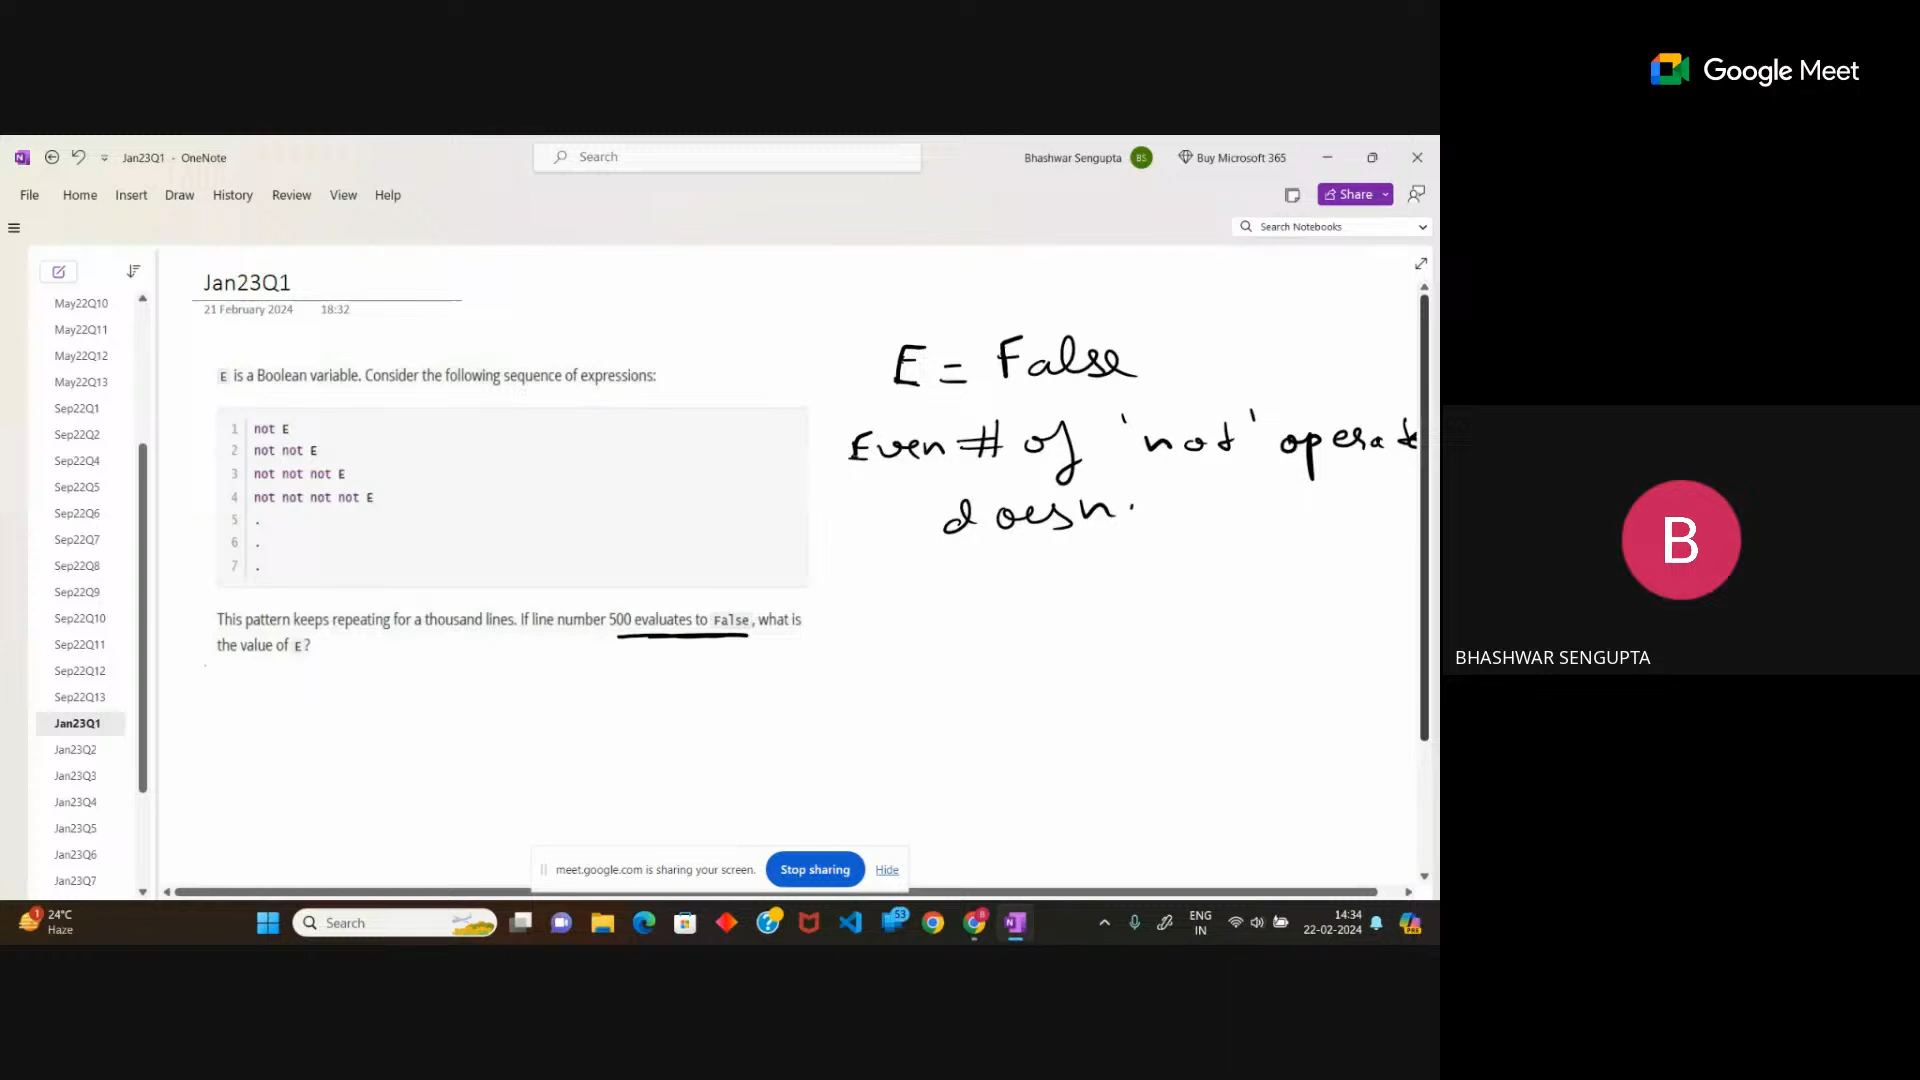 Google Meet
Jan23Q1 - OneNote
Search
Bhashwar Sengupta
BS
Buy Microsoft 365
File
Home
Insert
Draw
History
Review
View
Help
Share
Search Notebooks
May22Q10
May22Q11
May22Q12
May22Q13
Sep22Q1
Sep22Q2
Sep22Q4
Sep22Q5
Sep22Q6
Sep22Q7
Sep22Q8
Sep22Q9
Sep22Q10
Sep22Q11
Sep22Q12
Sep22Q13
Jan23Q1
Jan23Q2
Jan23Q3
Jan23Q4
Jan23Q5
Jan23Q6
Jan23Q7
Jan23Q1
21 February 2024 18:32
E is a Boolean variable. Consider the following sequence of expressions:
1 not E
2 not not E
3 not not not E
4 not not not not E
5 .
6 .
7 .
This pattern keeps repeating for a thousand lines. If line number 500 evaluates to False, what is
the value of E?
E = False
Even # of 'not' operat
doesn.
meet.google.com is sharing your screen.
Stop sharing
Hide
B
BHASHWAR SENGUPTA
1
24°C
Haze
Search
53
ENG
IN
14:34
22-02-2024
PRE